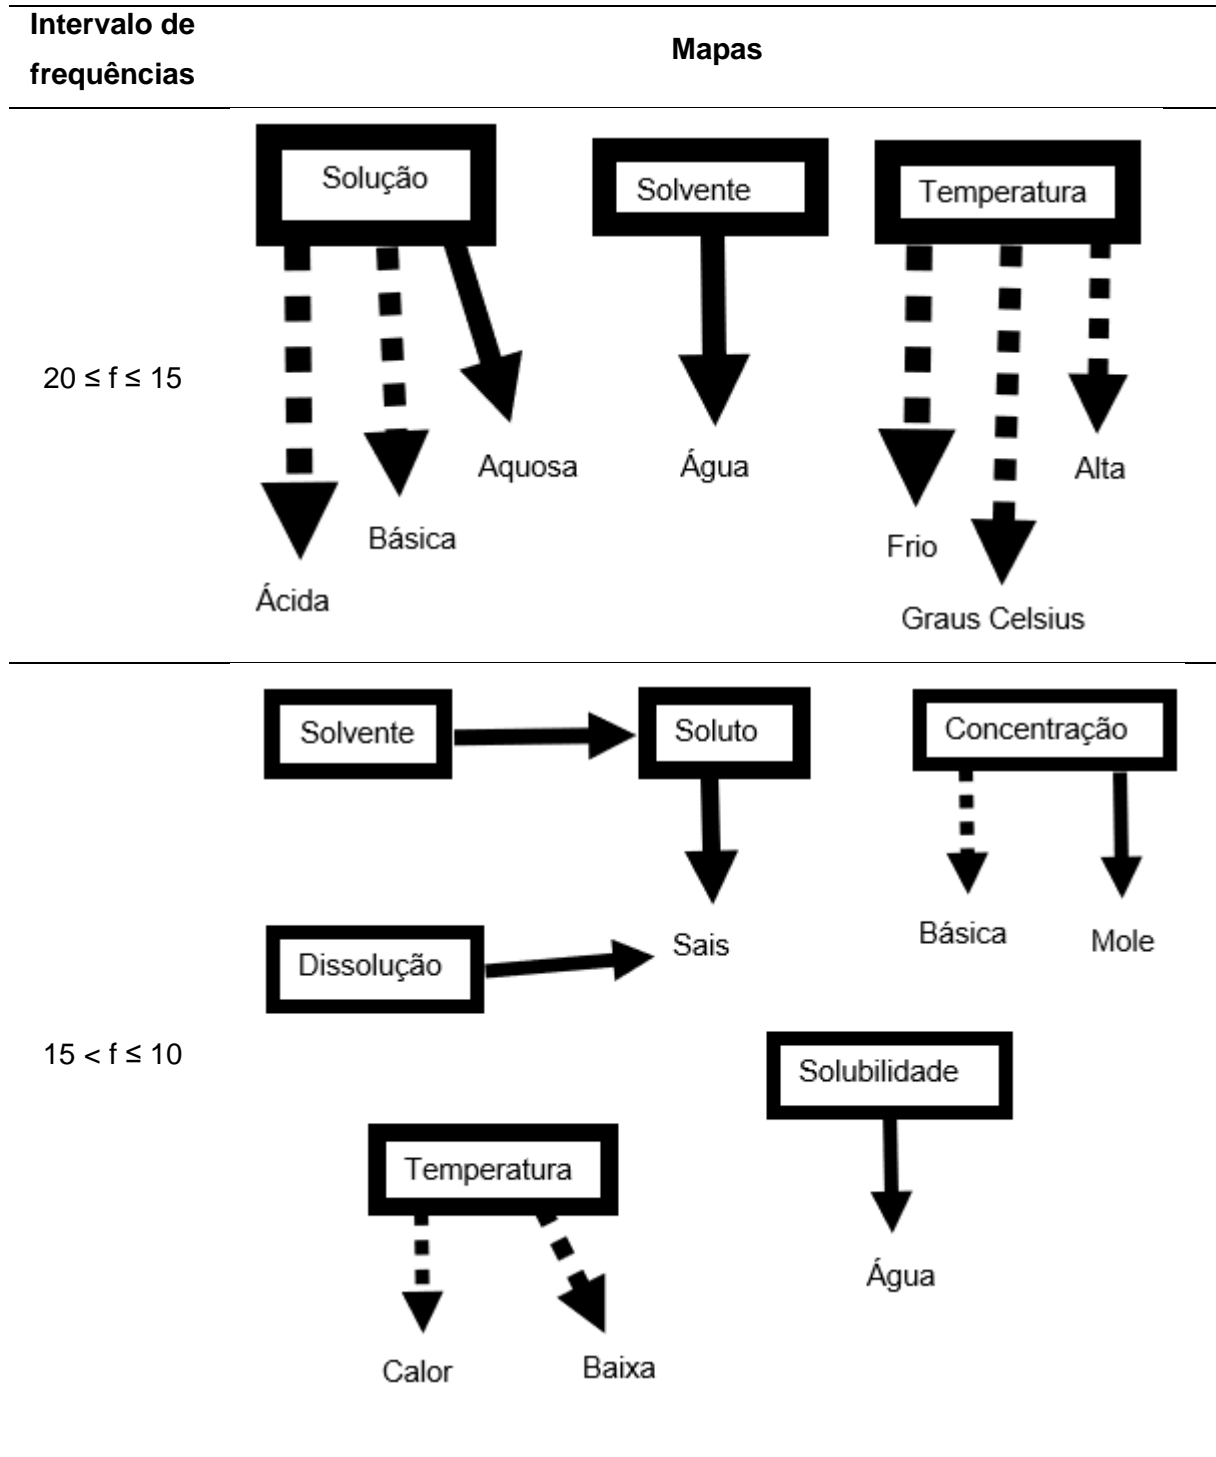 Intervalo de
frequências
Mapas
20 ≤ f ≤ 15
Solução
Solvente
Temperatura
Aquosa
Água
Alta
Básica
Frio
Ácida
Graus Celsius
15 < f ≤ 10
Solvente
Soluto
Concentração
Básica
Mole
Sais
Dissolução
Solubilidade
Temperatura
Água
Calor
Baixa